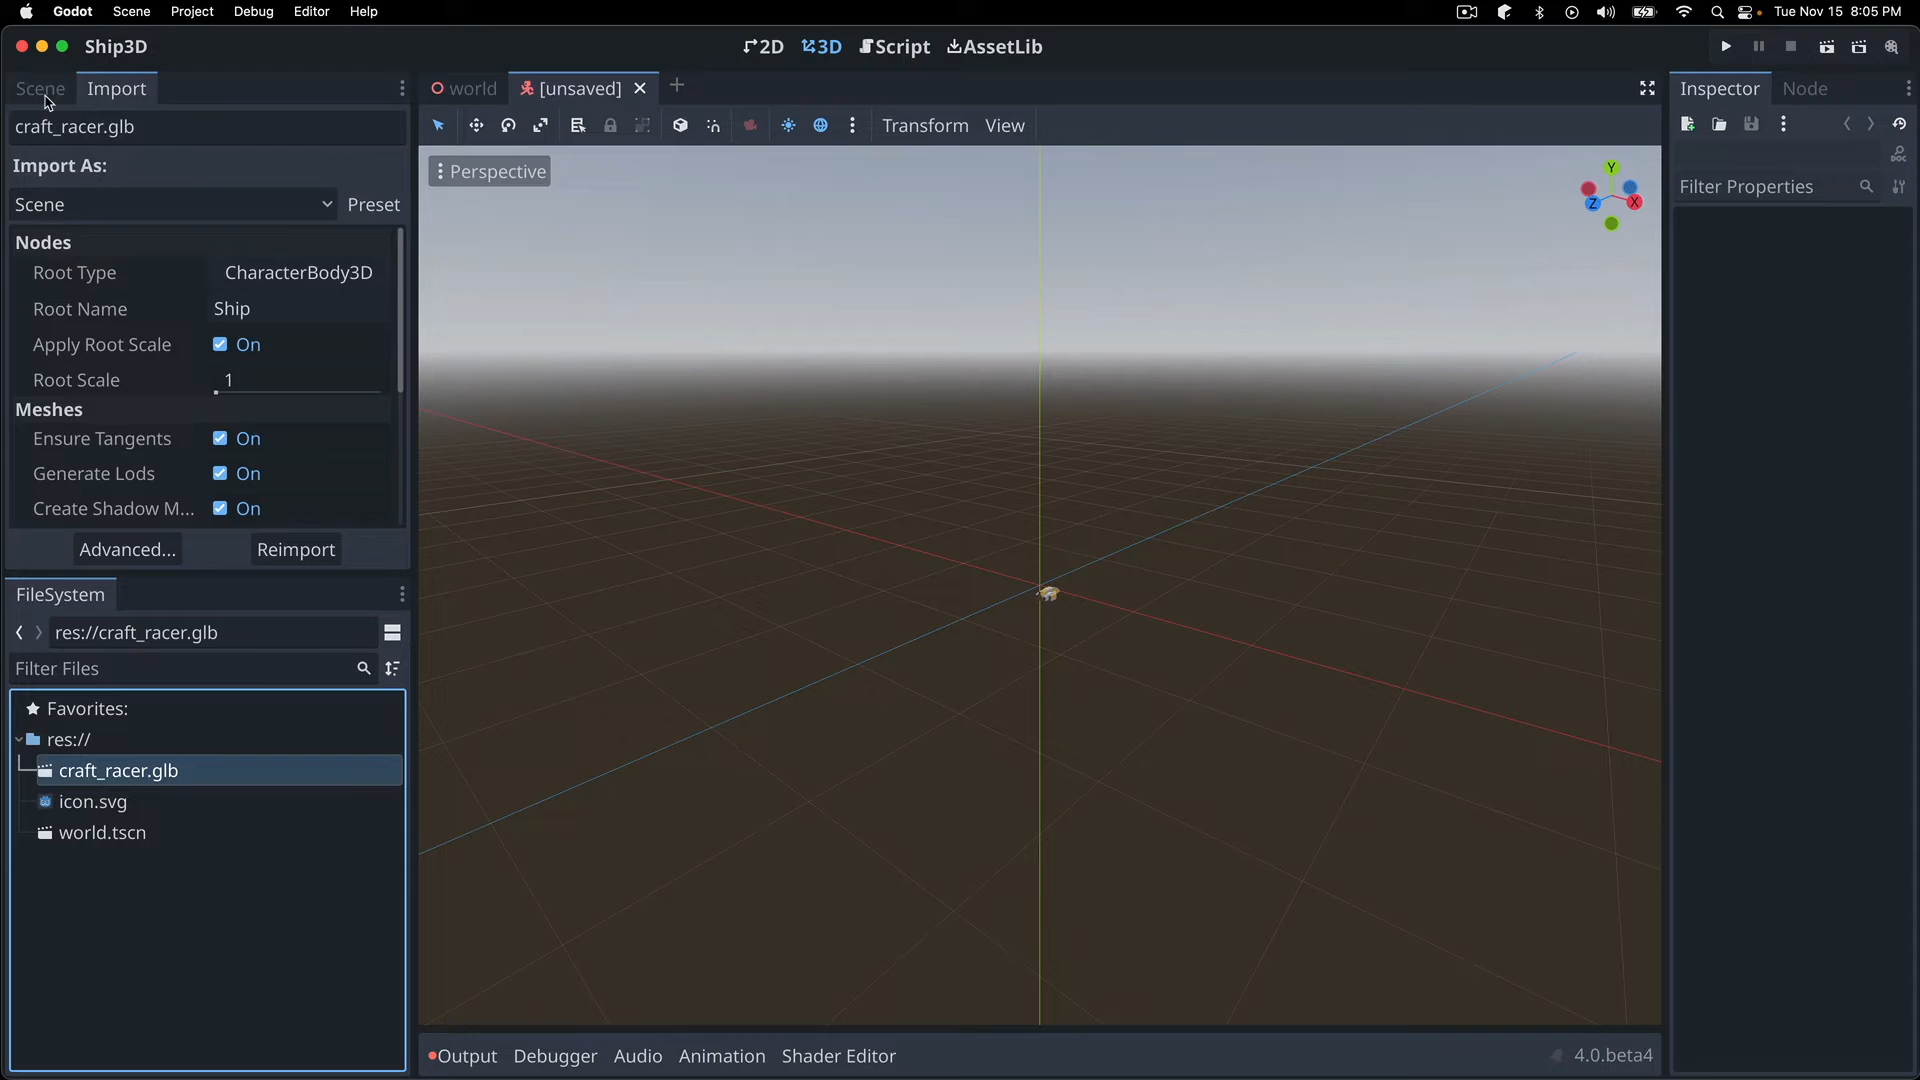 Godot Scene Project Debug Editor Help Tue Nov 15 8:05 PM
Ship3D 2D 3D Script AssetLib
Scene Import world [unsaved] Inspector Node
craft_racer.glb Transform View
Import As:
Perspective
Y
Z X
DOC
Scene Preset Filter Properties
Nodes
Root Type CharacterBody3D
Root Name Ship
Apply Root Scale On
Root Scale 1
Meshes
Ensure Tangents On
Generate Lods On
Create Shadow M... On
Advanced... Reimport
FileSystem
res://craft_racer.glb
Filter Files
Favorites:
res://
craft_racer.glb
icon.svg
world.tscn
Output Debugger Audio Animation Shader Editor 4.0.beta4